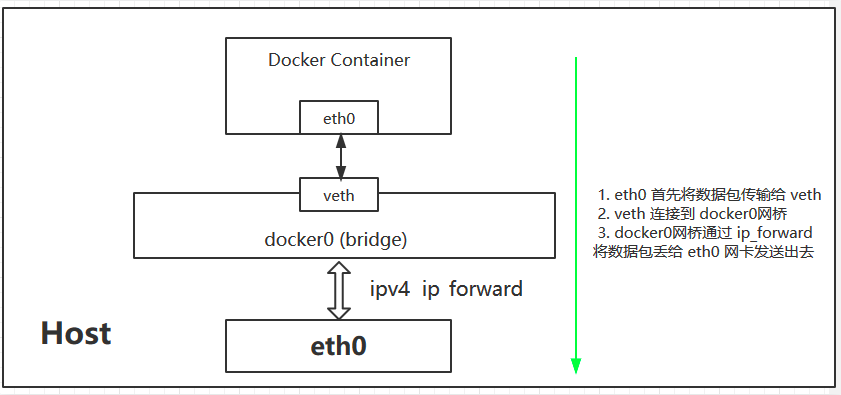 Docker Container
eth0
veth
docker0 (bridge)
ipv4 ip forward
Host
eth0
1. eth0 首先将数据包传输给 veth
2. veth 连接到 docker0网桥
3. docker0网桥通过 ip_forward
将数据包丢给 eth0 网卡发送出去